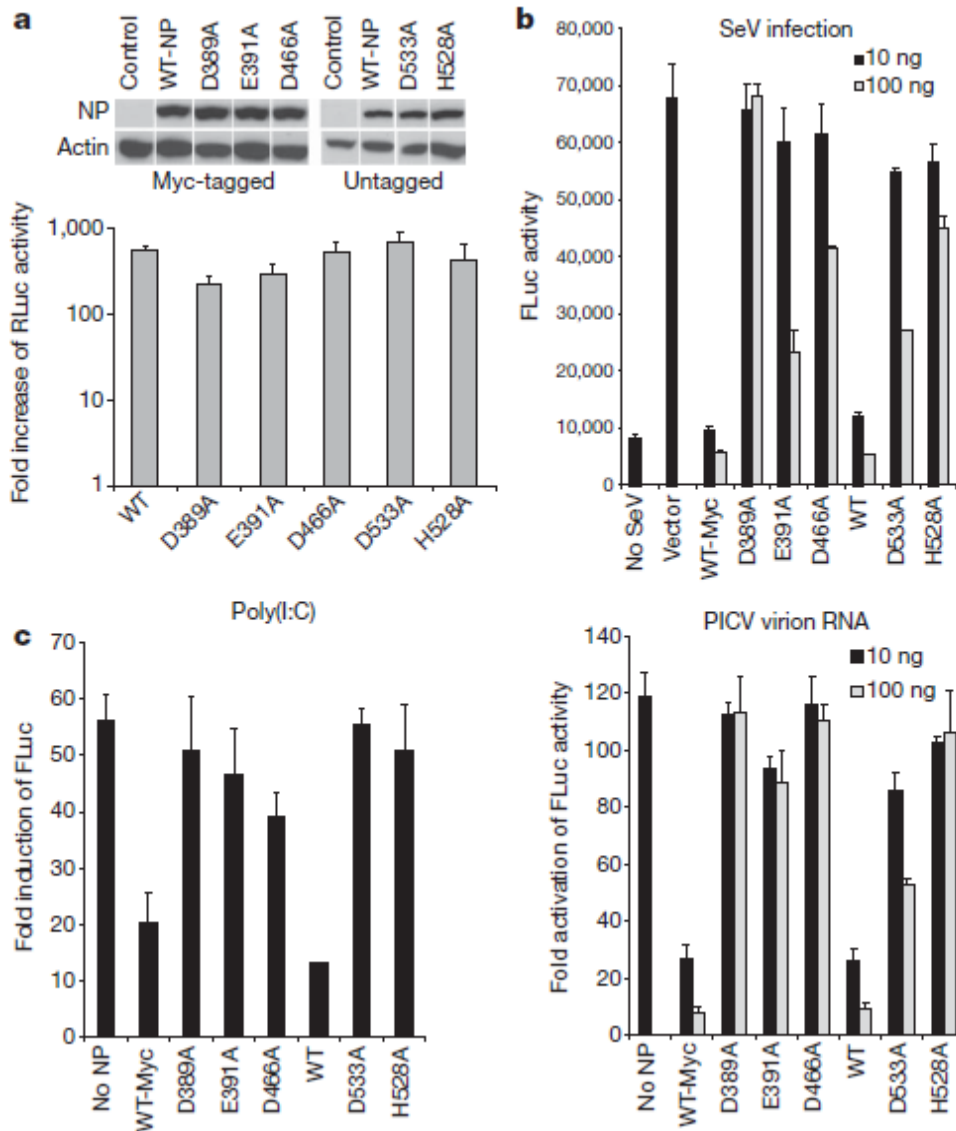 a
Control
WT-NP
D389A
E391A
D466A
Control
WT-NP
D533A
H528A
NP
Actin
Myc-tagged
Untagged
Fold increase of RLuc activity
1,000
100
10
1
WT
D389A
E391A
D466A
D533A
H528A
b
SeV infection
10 ng
100 ng
FLuc activity
80,000
70,000
60,000
50,000
40,000
30,000
20,000
10,000
0
No SeV
Vector
WT-Myc
D389A
E391A
D466A
WT
D533A
H528A
c
Poly(I:C)
Fold induction of FLuc
70
60
50
40
30
20
10
0
No NP
WT-Myc
D389A
E391A
D466A
WT
D533A
H528A
PICV virion RNA
10 ng
100 ng
Fold activation of FLuc activity
140
120
100
80
60
40
20
0
No NP
WT-Myc
D389A
E391A
D466A
WT
D533A
H528A